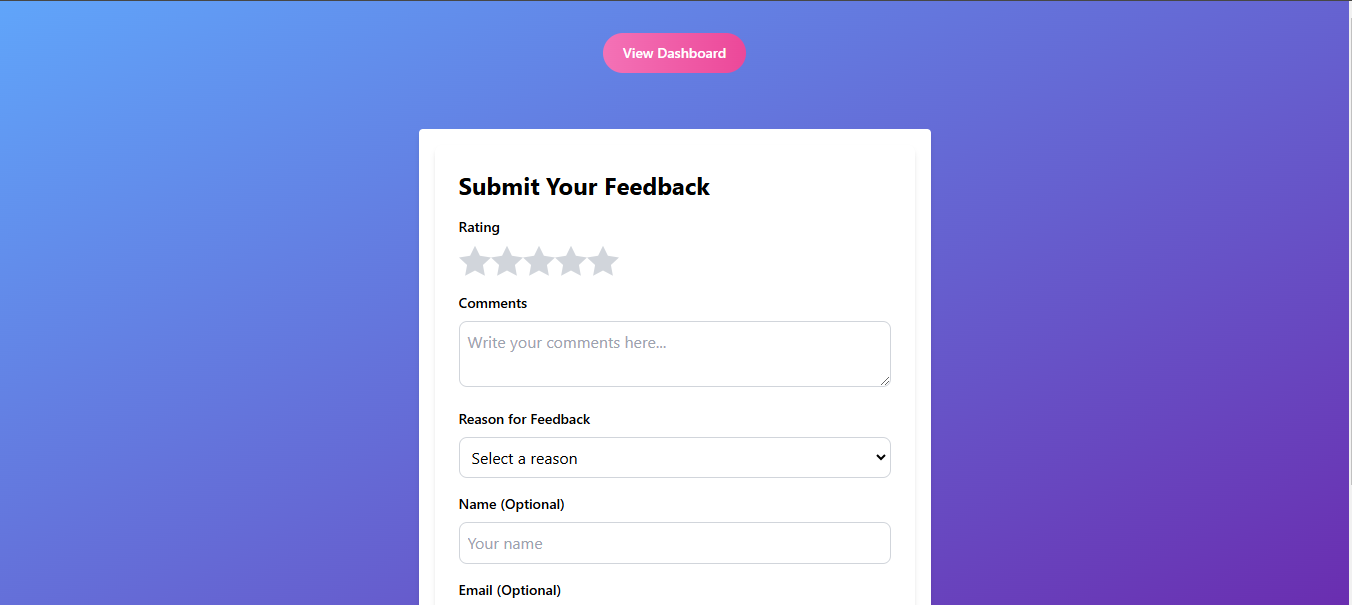 View Dashboard
Submit Your Feedback
Rating
Comments
Write your comments here...
Reason for Feedback
Select a reason
Name (Optional)
Your name
Email (Optional)